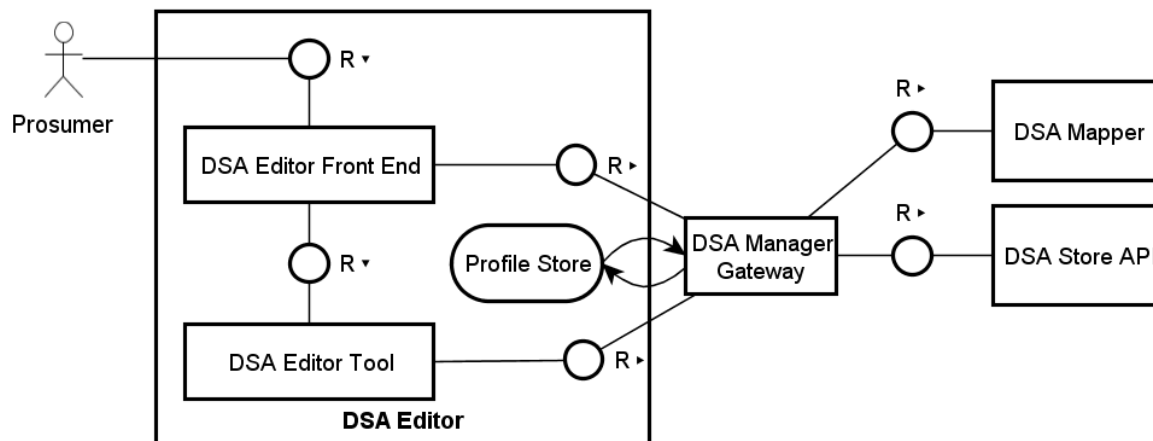 R ▾
Prosumer
DSA Editor Front End
R ▸
R ▸
DSA Mapper
R ▾
Profile Store
DSA Manager
Gateway
R ▸
DSA Store API
DSA Editor Tool
R ▸
DSA Editor